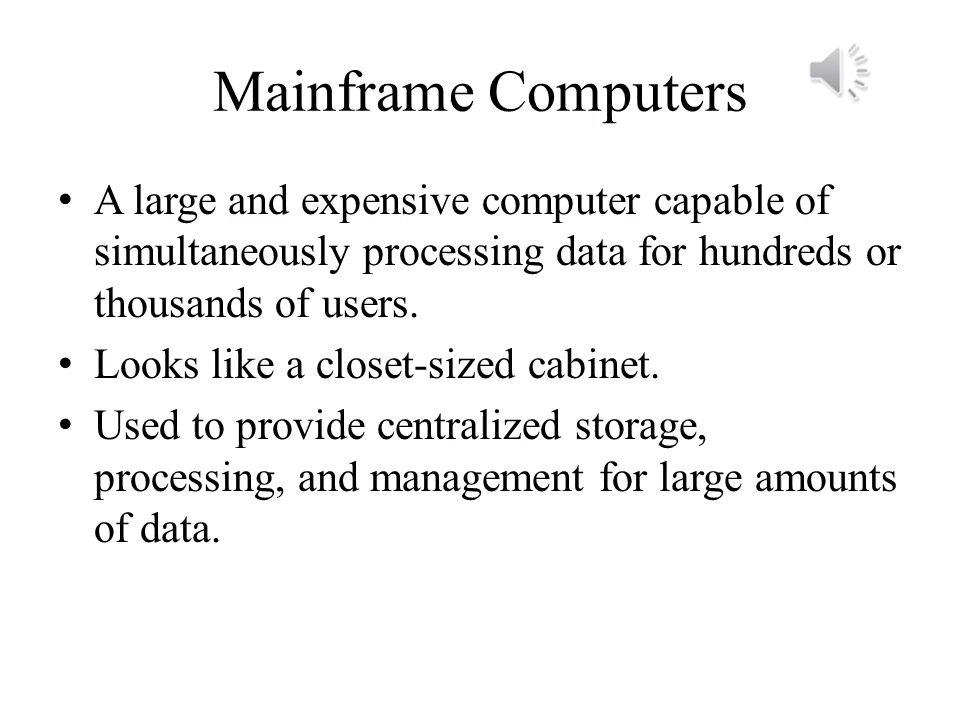 Mainframe Computers
• A large and expensive computer capable of
simultaneously processing data for hundreds or
thousands of users.
• Looks like a closet-sized cabinet.
• Used to provide centralized storage,
processing, and management for large amounts
of data.